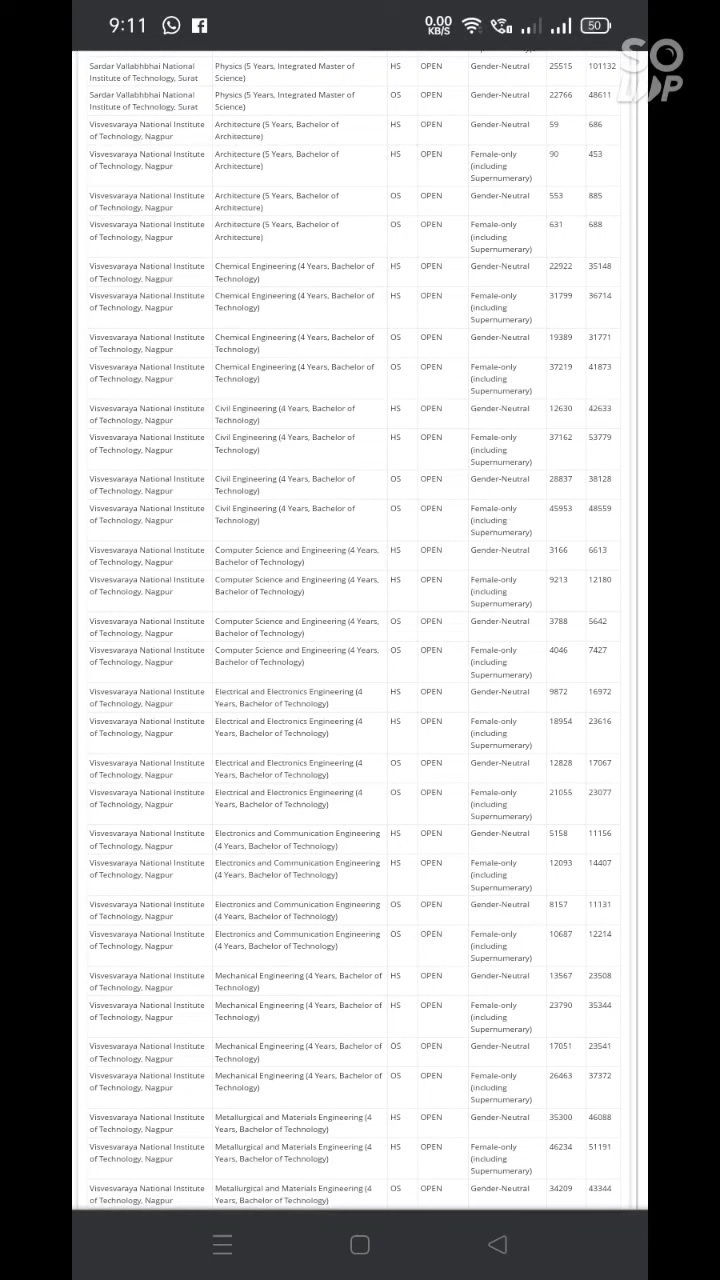 9:11
0.00
KB/S
50
SO
Sardar Vallabhbhai National Physics (5 Years, Integrated Master of HS OPEN Gender-Neutral 25515 101132
Institute of Technology, Surat Science)
Sardar Vallabhbhai National Physics (5 Years, Integrated Master of OS OPEN Gender-Neutral 22766 48611
Institute of Technology, Surat Science)
Visvesvaraya National Institute Architecture (5 Years, Bachelor of HS OPEN Gender-Neutral 59 686
of Technology, Nagpur Architecture)
Visvesvaraya National Institute Architecture (5 Years, Bachelor of HS OPEN Female-only 90 453
of Technology, Nagpur Architecture) (including
Supernumerary)
Visvesvaraya National Institute Architecture (5 Years, Bachelor of OS OPEN Gender-Neutral 553 885
of Technology, Nagpur Architecture)
Visvesvaraya National Institute Architecture (5 Years, Bachelor of OS OPEN Female-only 631 688
of Technology, Nagpur Architecture) (including
Supernumerary)
Visvesvaraya National Institute Chemical Engineering (4 Years, Bachelor of HS OPEN Gender-Neutral 22922 35148
of Technology, Nagpur Technology)
Visvesvaraya National Institute Chemical Engineering (4 Years, Bachelor of HS OPEN Female-only 31799 36714
of Technology, Nagpur Technology) (including
Supernumerary)
Visvesvaraya National Institute Chemical Engineering (4 Years, Bachelor of OS OPEN Gender-Neutral 19389 31771
of Technology, Nagpur Technology)
Visvesvaraya National Institute Chemical Engineering (4 Years, Bachelor of OS OPEN Female-only 37219 41873
of Technology, Nagpur Technology) (including
Supernumerary)
Visvesvaraya National Institute Civil Engineering (4 Years, Bachelor of HS OPEN Gender-Neutral 12630 42633
of Technology, Nagpur Technology)
Visvesvaraya National Institute Civil Engineering (4 Years, Bachelor of HS OPEN Female-only 37162 53779
of Technology, Nagpur Technology) (including
Supernumerary)
Visvesvaraya National Institute Civil Engineering (4 Years, Bachelor of OS OPEN Gender-Neutral 28837 38128
of Technology, Nagpur Technology)
Visvesvaraya National Institute Civil Engineering (4 Years, Bachelor of OS OPEN Female-only 45953 48559
of Technology, Nagpur Technology) (including
Supernumerary)
Visvesvaraya National Institute Computer Science and Engineering (4 Years, HS OPEN Gender-Neutral 3166 6613
of Technology, Nagpur Bachelor of Technology)
Visvesvaraya National Institute Computer Science and Engineering (4 Years, HS OPEN Female-only 9213 12180
of Technology, Nagpur Bachelor of Technology) (including
Supernumerary)
Visvesvaraya National Institute Computer Science and Engineering (4 Years, OS OPEN Gender-Neutral 3788 5642
of Technology, Nagpur Bachelor of Technology)
Visvesvaraya National Institute Computer Science and Engineering (4 Years, OS OPEN Female-only 4046 7427
of Technology, Nagpur Bachelor of Technology) (including
Supernumerary)
Visvesvaraya National Institute Electrical and Electronics Engineering (4 HS OPEN Gender-Neutral 9872 16972
of Technology, Nagpur Years, Bachelor of Technology)
Visvesvaraya National Institute Electrical and Electronics Engineering (4 HS OPEN Female-only 18954 23616
of Technology, Nagpur Years, Bachelor of Technology) (including
Supernumerary)
Visvesvaraya National Institute Electrical and Electronics Engineering (4 OS OPEN Gender-Neutral 12828 17067
of Technology, Nagpur Years, Bachelor of Technology)
Visvesvaraya National Institute Electrical and Electronics Engineering (4 OS OPEN Female-only 21055 23077
of Technology, Nagpur Years, Bachelor of Technology) (including
Supernumerary)
Visvesvaraya National Institute Electronics and Communication Engineering HS OPEN Gender-Neutral 5158 11156
of Technology, Nagpur (4 Years, Bachelor of Technology)
Visvesvaraya National Institute Electronics and Communication Engineering HS OPEN Female-only 12093 14407
of Technology, Nagpur (4 Years, Bachelor of Technology) (including
Supernumerary)
Visvesvaraya National Institute Electronics and Communication Engineering OS OPEN Gender-Neutral 8157 11131
of Technology, Nagpur (4 Years, Bachelor of Technology)
Visvesvaraya National Institute Electronics and Communication Engineering OS OPEN Female-only 10687 12214
of Technology, Nagpur (4 Years, Bachelor of Technology) (including
Supernumerary)
Visvesvaraya National Institute Mechanical Engineering (4 Years, Bachelor of HS OPEN Gender-Neutral 13567 23508
of Technology, Nagpur Technology)
Visvesvaraya National Institute Mechanical Engineering (4 Years, Bachelor of HS OPEN Female-only 23790 35344
of Technology, Nagpur Technology) (including
Supernumerary)
Visvesvaraya National Institute Mechanical Engineering (4 Years, Bachelor of OS OPEN Gender-Neutral 17051 23541
of Technology, Nagpur Technology)
Visvesvaraya National Institute Mechanical Engineering (4 Years, Bachelor of OS OPEN Female-only 26463 37372
of Technology, Nagpur Technology) (including
Supernumerary)
Visvesvaraya National Institute Metallurgical and Materials Engineering (4 HS OPEN Gender-Neutral 35300 46088
of Technology, Nagpur Years, Bachelor of Technology)
Visvesvaraya National Institute Metallurgical and Materials Engineering (4 HS OPEN Female-only 46234 51191
of Technology, Nagpur Years, Bachelor of Technology) (including
Supernumerary)
Visvesvaraya National Institute Metallurgical and Materials Engineering (4 OS OPEN Gender-Neutral 34209 43344
of Technology, Nagpur Years, Bachelor of Technology)